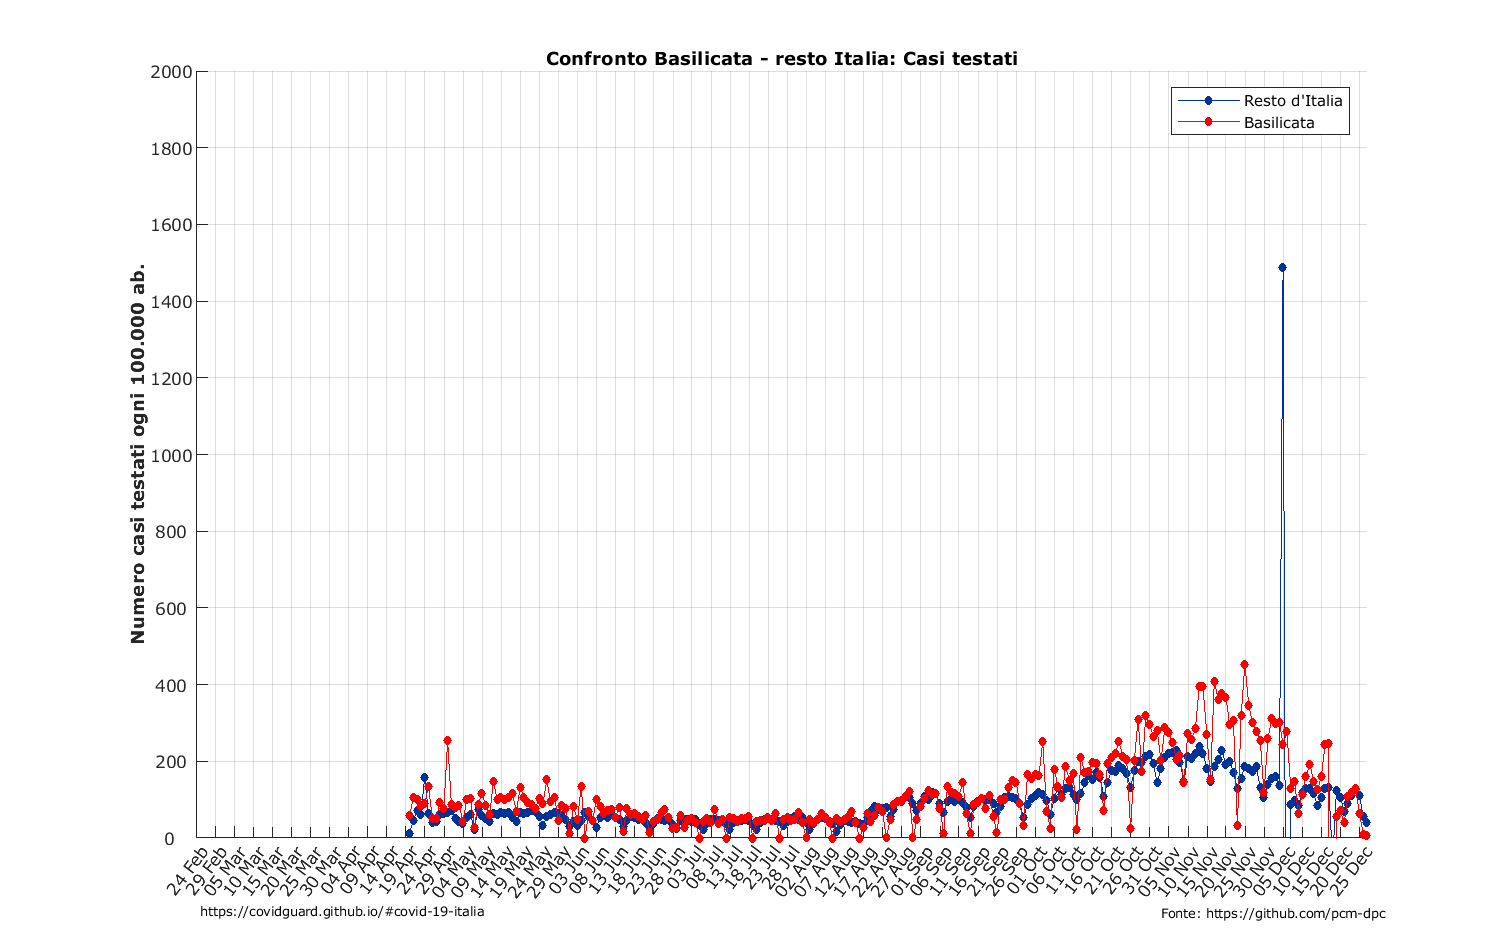 Confronto Basilicata - resto Italia: Casi testati
Resto d'Italia
Basilicata
Numero casi testati ogni 100.000 ab.
2000
1800
1600
1400
1200
1000
800
600
400
200
0
24 Feb
29 Feb
05 Mar
10 Mar
15 Mar
20 Mar
25 Mar
30 Mar
04 Apr
09 Apr
14 Apr
19 Apr
24 Apr
29 Apr
04 May
09 May
14 May
19 May
24 May
29 May
03 Jun
08 Jun
13 Jun
18 Jun
23 Jun
28 Jun
03 Jul
08 Jul
13 Jul
18 Jul
23 Jul
28 Jul
02 Aug
07 Aug
12 Aug
17 Aug
22 Aug
27 Aug
01 Sep
06 Sep
11 Sep
16 Sep
21 Sep
26 Sep
01 Oct
06 Oct
11 Oct
16 Oct
21 Oct
26 Oct
31 Oct
05 Nov
10 Nov
15 Nov
20 Nov
25 Nov
30 Nov
05 Dec
10 Dec
15 Dec
20 Dec
25 Dec
https://covidguard.github.io/#covid-19-italia
Fonte: https://github.com/pcm-dpc